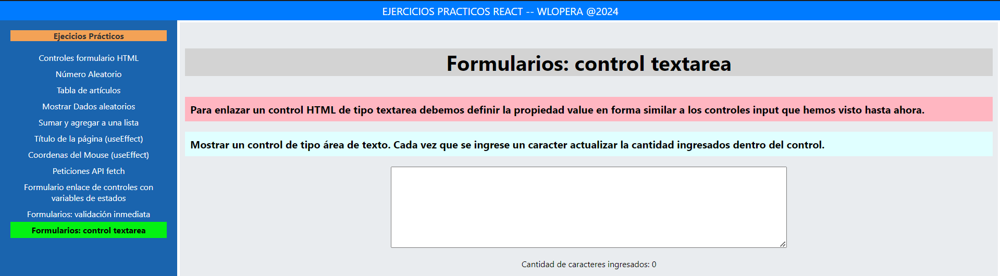 EJERCICIOS PRACTICOS REACT -- WLOPERA @2024
Ejecicios Prácticos
Controles formulario HTML
Número Aleatorio
Tabla de artículos
Mostrar Dados aleatorios
Sumar y agregar a una lista
Título de la página (useEffect)
Coordenas del Mouse (useEffect)
Peticiones API fetch
Formulario enlace de controles con
variables de estados
Formularios: validación inmediata
Formularios: control textarea
Formularios: control textarea
Para enlazar un control HTML de tipo textarea debemos definir la propiedad value en forma similar a los controles input que hemos visto hasta ahora.
Mostrar un control de tipo área de texto. Cada vez que se ingrese un caracter actualizar la cantidad ingresados dentro del control.
Cantidad de caracteres ingresados: 0